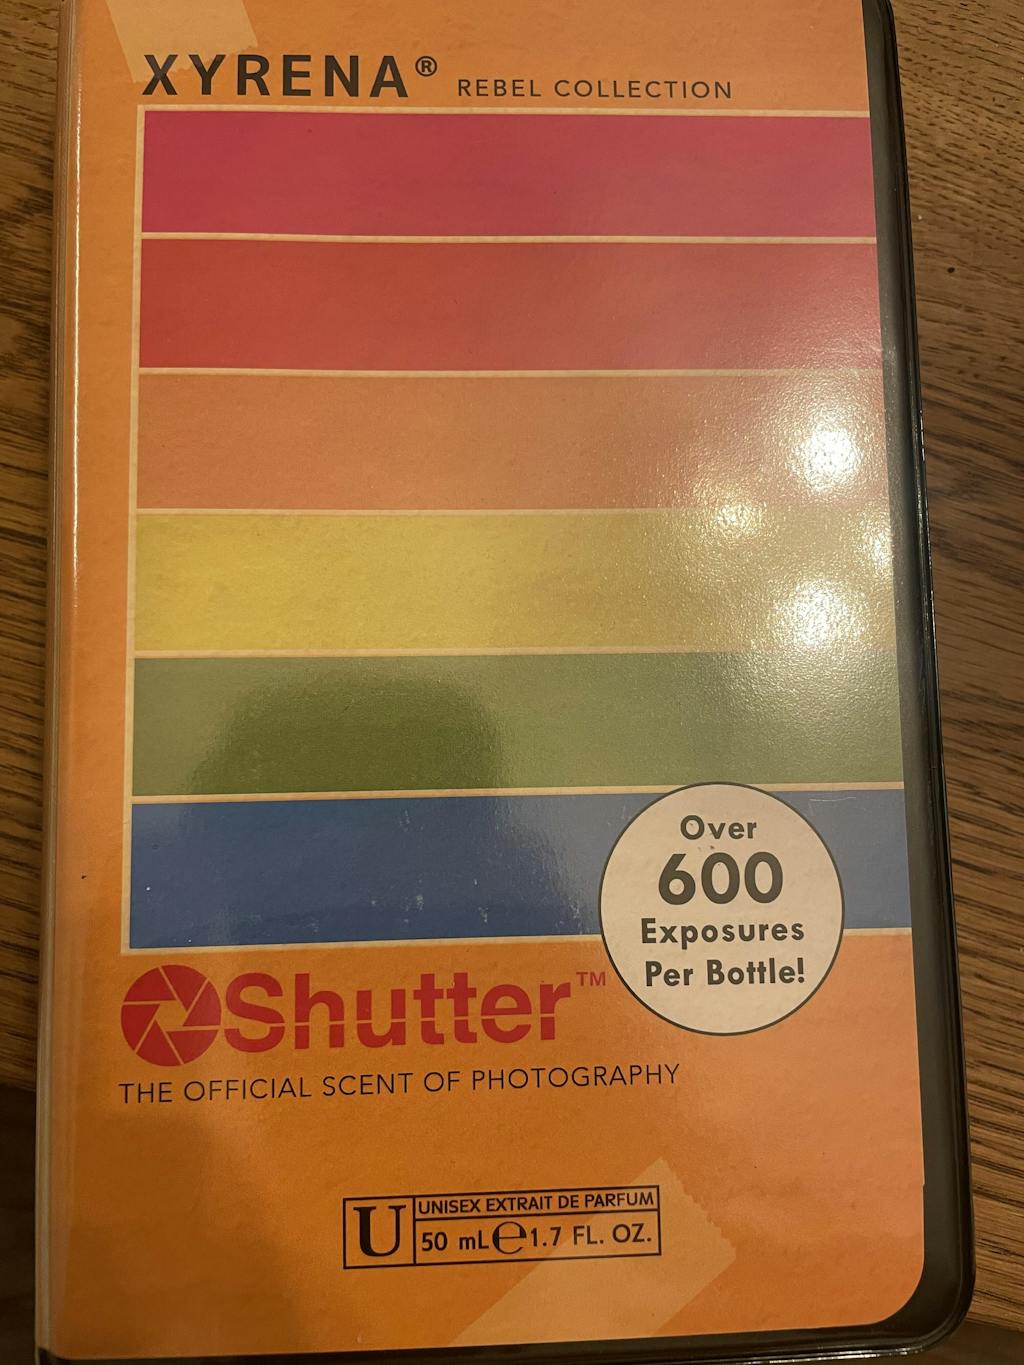 XYRENA® REBEL COLLECTION
Over
600
Exposures
Per Bottle!
Shutter™
THE OFFICIAL SCENT OF PHOTOGRAPHY
U UNISEX EXTRAIT DE PARFUM
50 mL ℮ 1.7 FL. OZ.